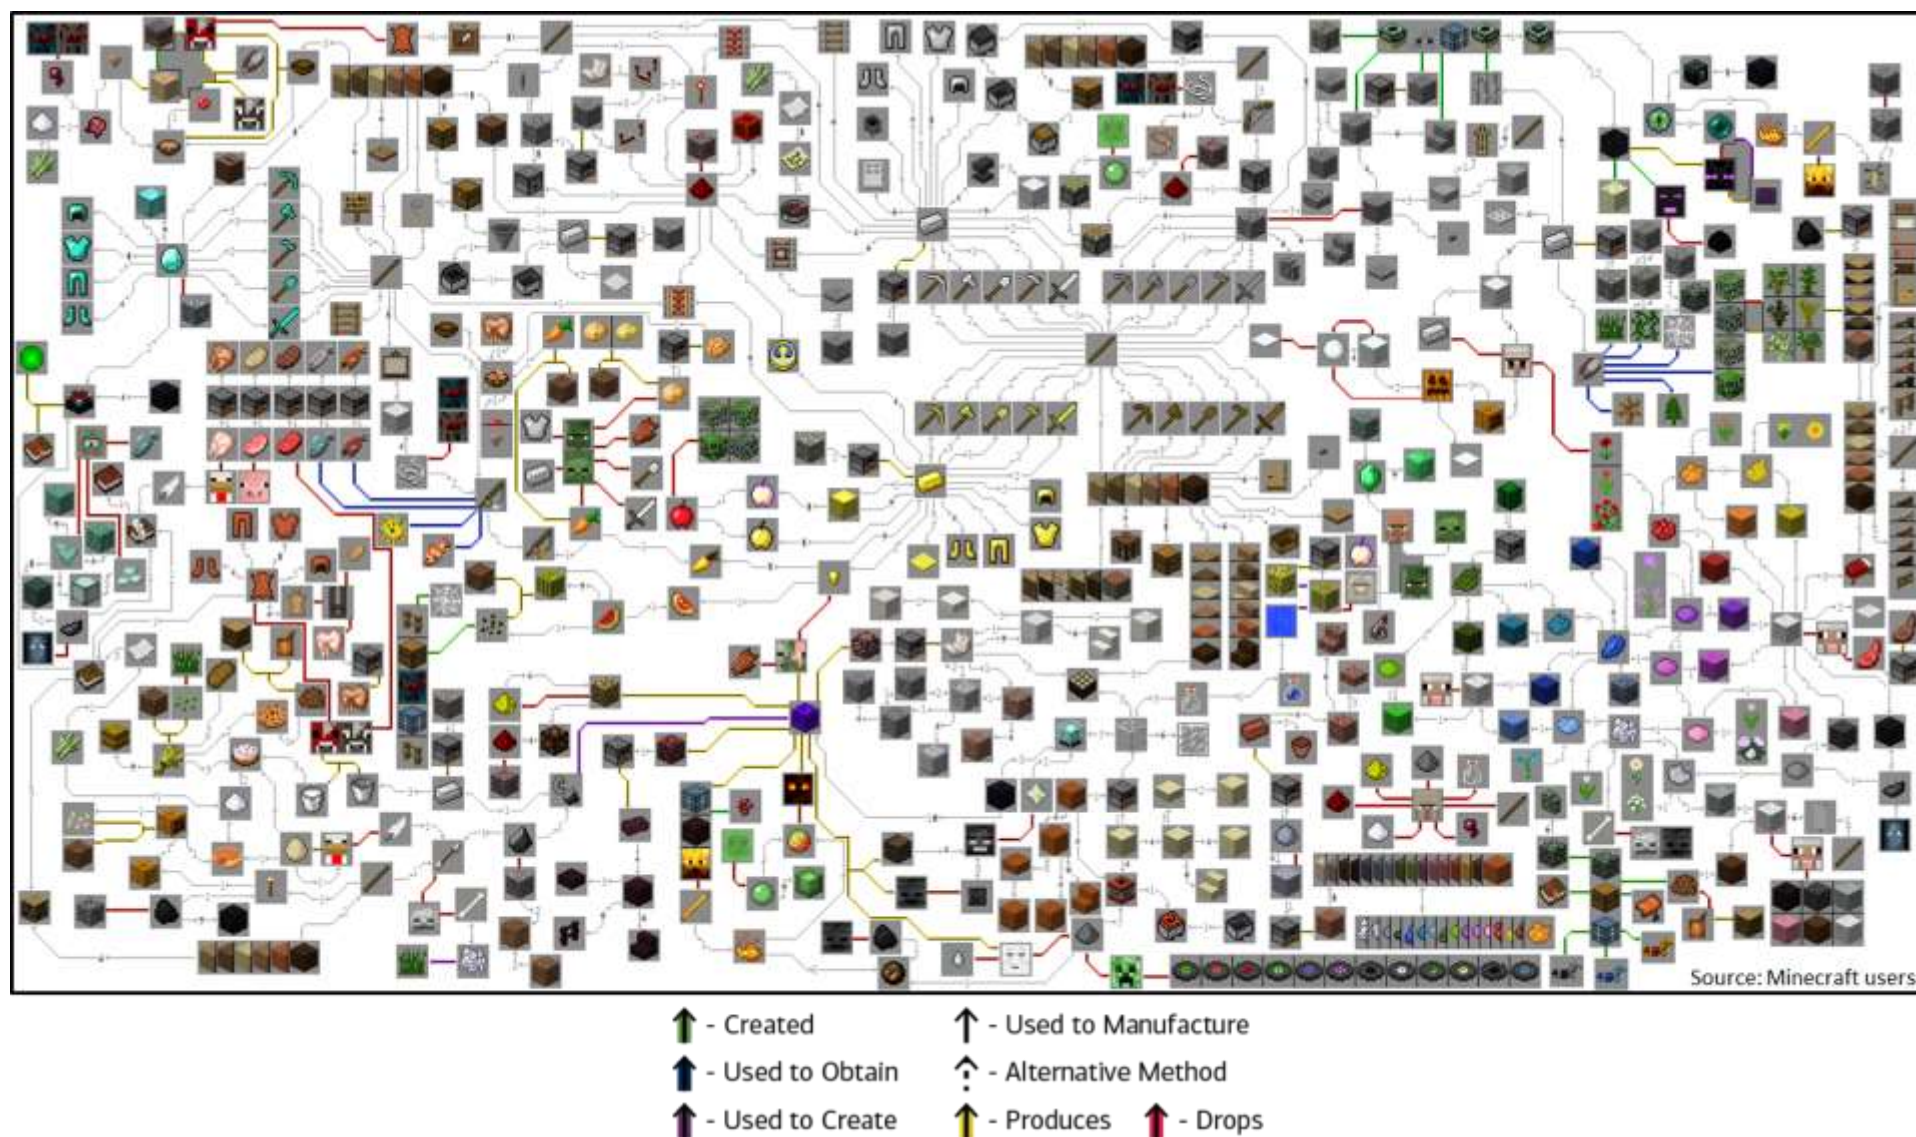 Source: Minecraft users
- Created
- Used to Manufacture
- Used to Obtain
- Alternative Method
- Used to Create
- Produces
- Drops